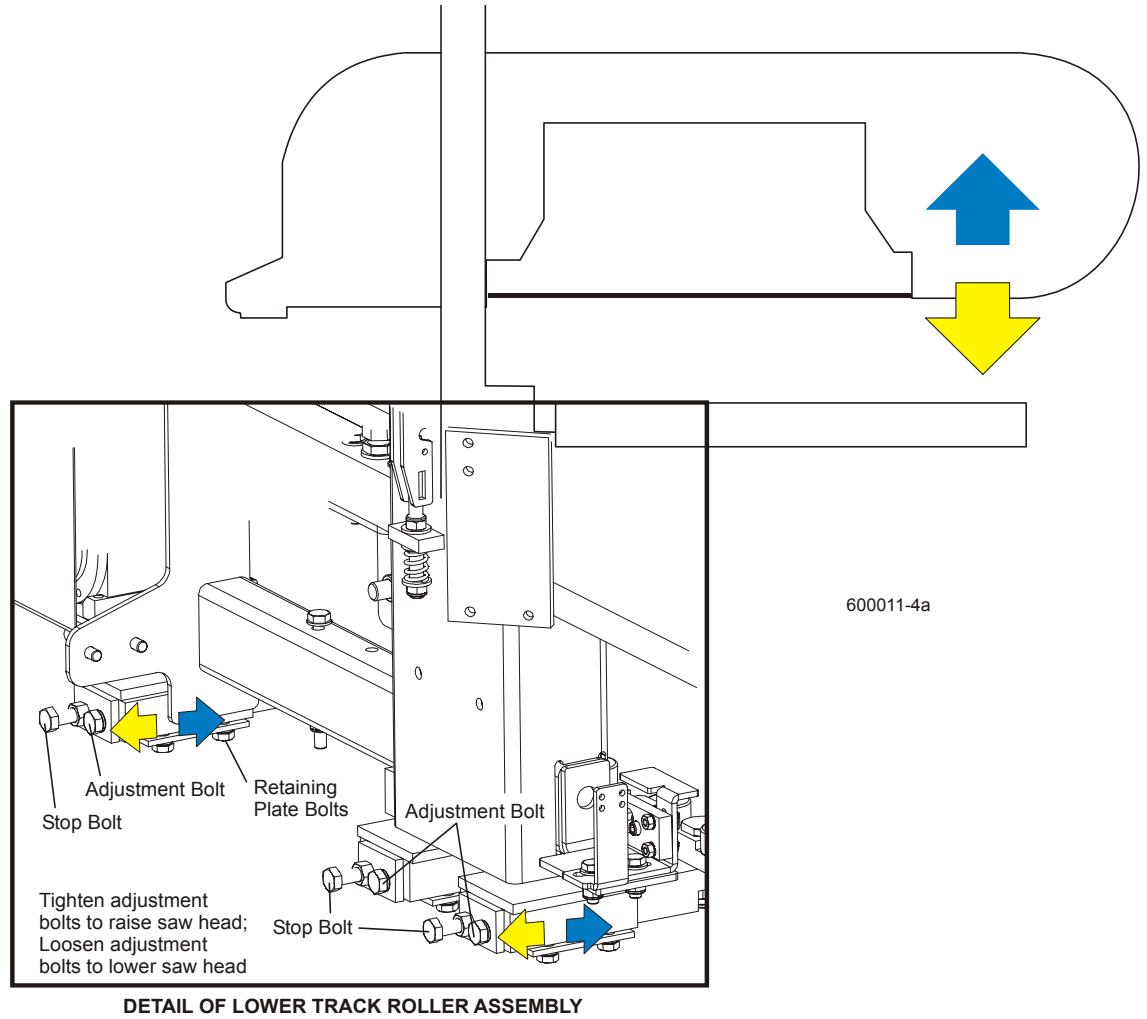 600011-4a
Adjustment Bolt
Stop Bolt
Retaining
Plate Bolts
Adjustment Bolt
Stop Bolt
Tighten adjustment
bolts to raise saw head;
Loosen adjustment
bolts to lower saw head
DETAIL OF LOWER TRACK ROLLER ASSEMBLY